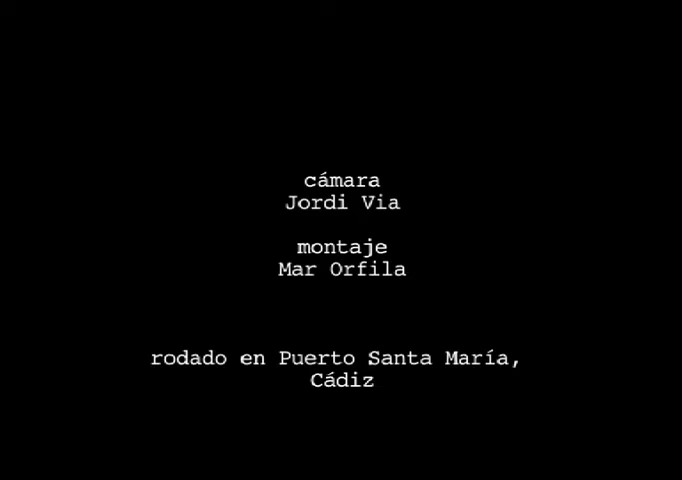 cámara
Jordi Via
montaje
Mar Orfila
rodado en Puerto Santa María,
Cádiz